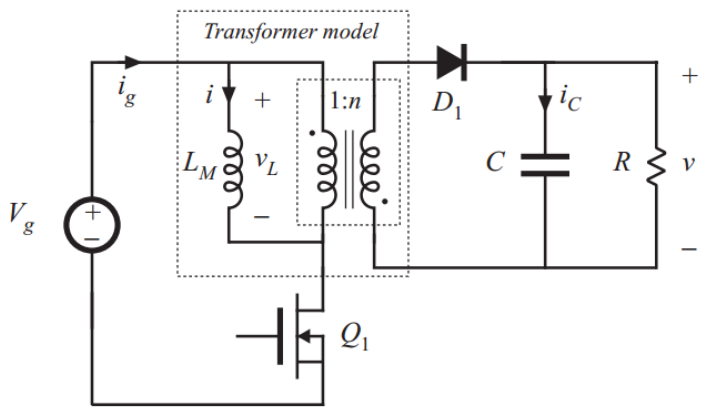 Transformer model
i_g
i
+
1:n
D_1
i_C
+
L_M
v_L
C
R
v
V_g
+
−
−
−
Q_1